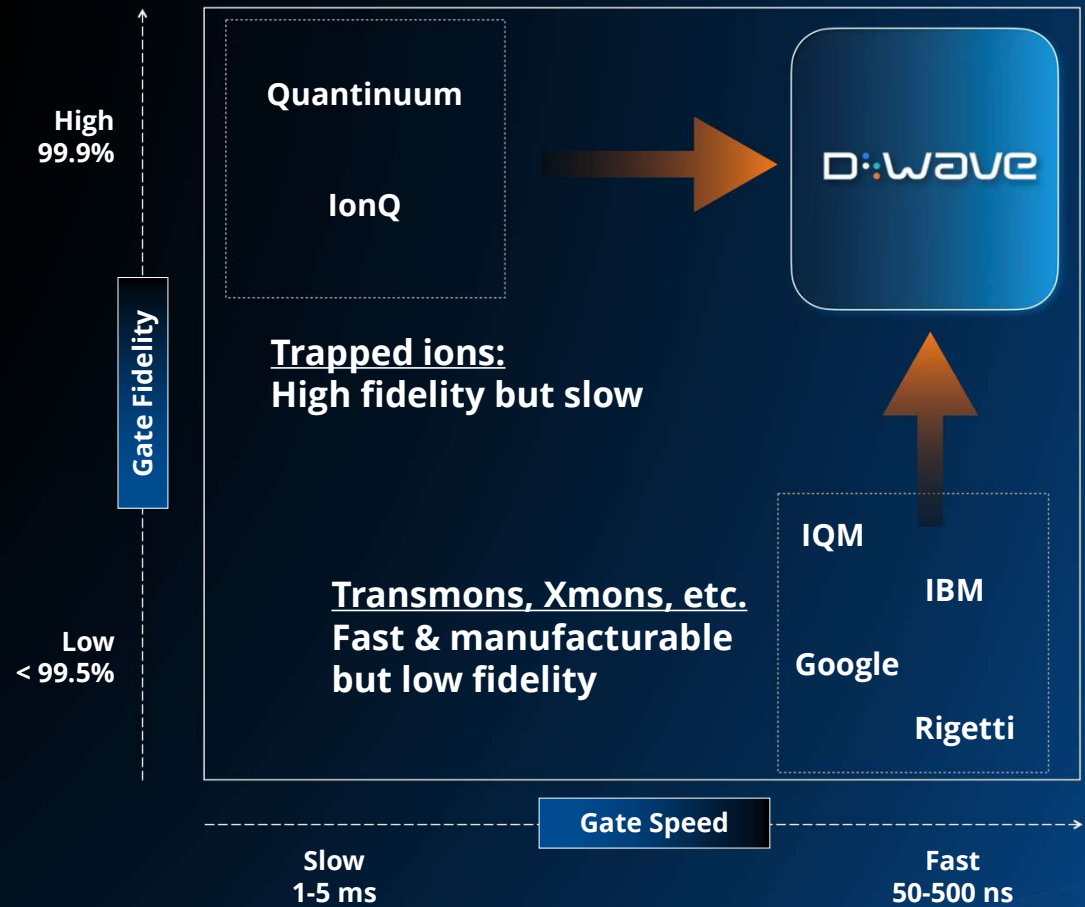 High
99.9%
Gate Fidelity
Low
< 99.5%
Quantinuum
IonQ
D:wave
Trapped ions:
High fidelity but slow
Transmons, Xmons, etc.
Fast & manufacturable
but low fidelity
IQM
IBM
Google
Rigetti
Gate Speed
Slow
1-5 ms
Fast
50-500 ns